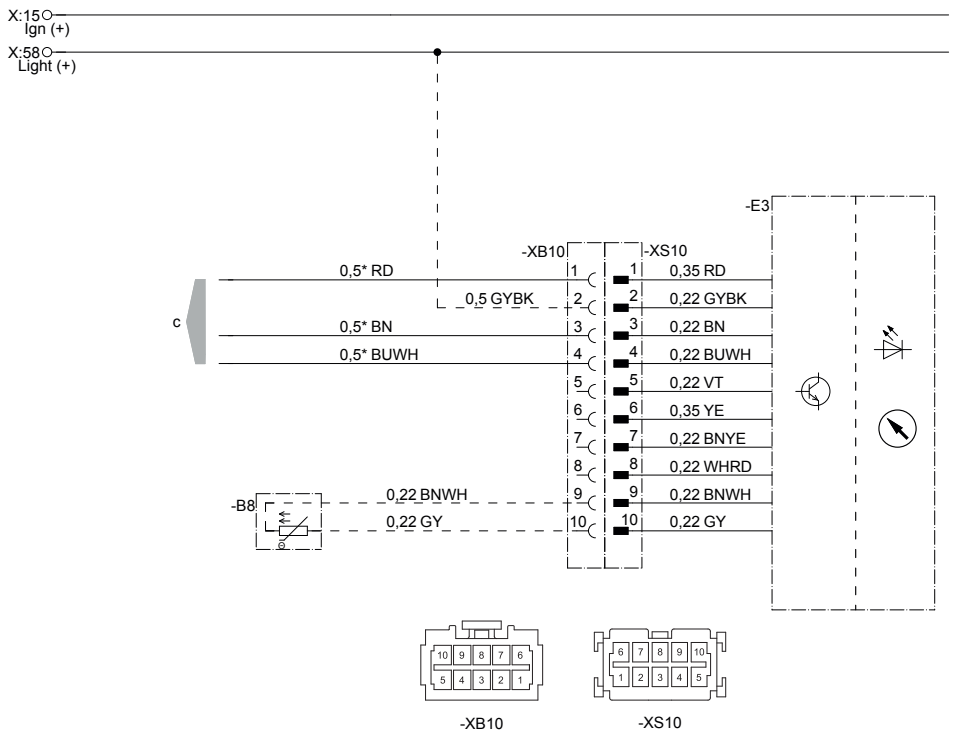 X:15
Ign (+)
X:58
Light (+)
-E3
-XB10 -XS10
0,5* RD 1 1 0,35 RD
0,5 GYBK 2 2 0,22 GYBK
c
0,5* BN 3 3 0,22 BN
0,5* BUWH 4 4 0,22 BUWH
5 5 0,22 VT
6 6 0,35 YE
7 7 0,22 BNYE
8 8 0,22 WHRD
-B8
0,22 BNWH 9 9 0,22 BNWH
0,22 GY 10 10 0,22 GY
Θ
10 9 8 7 6
5 4 3 2 1
6 7 8 9 10
1 2 3 4 5
-XB10 -XS10